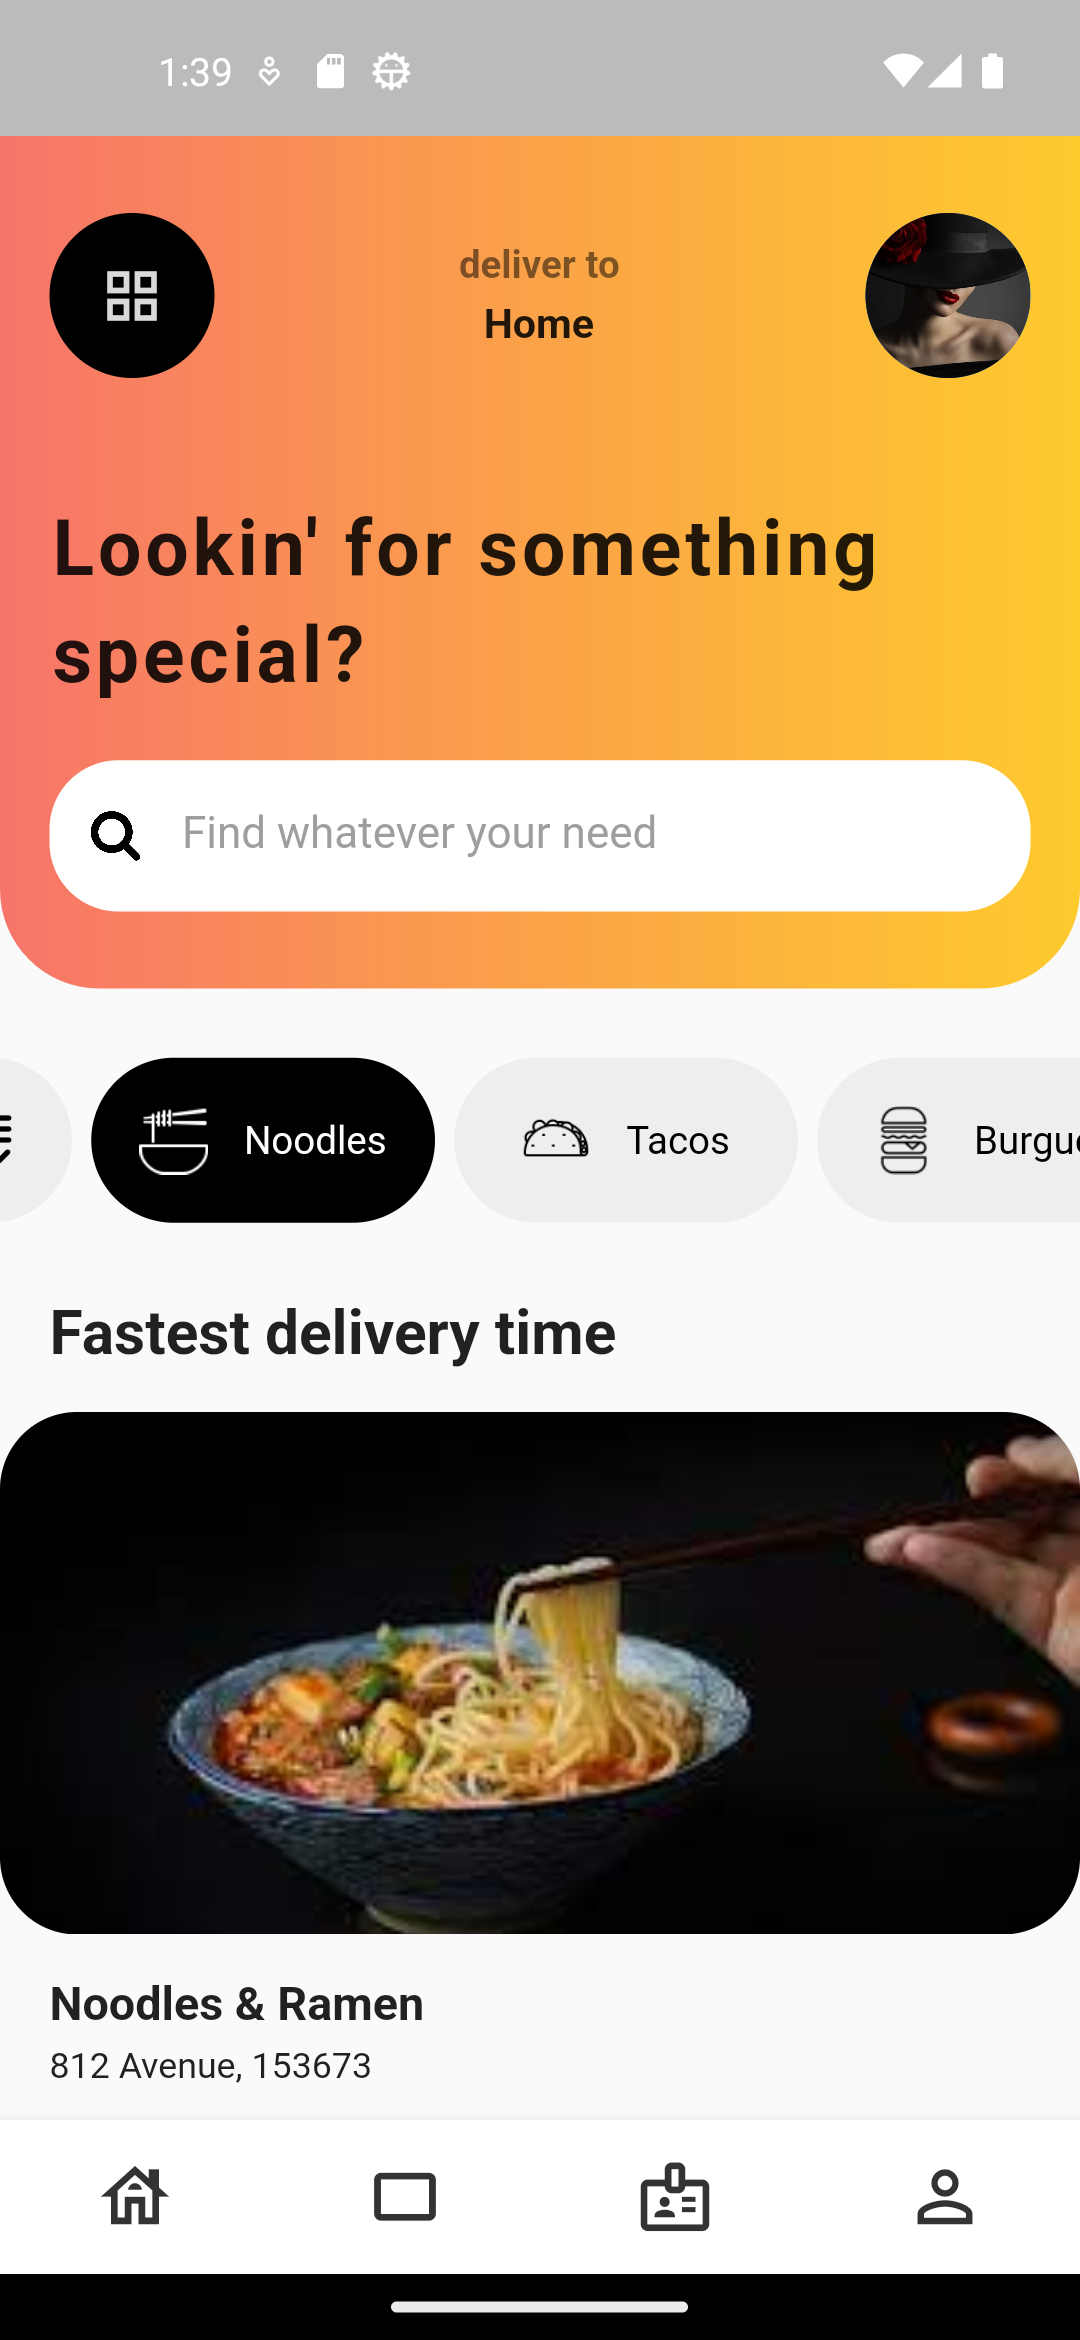 1:39
deliver to
Home
Lookin' for something
special?
Find whatever your need
Noodles
Tacos
Burgue
Fastest delivery time
Noodles & Ramen
812 Avenue, 153673